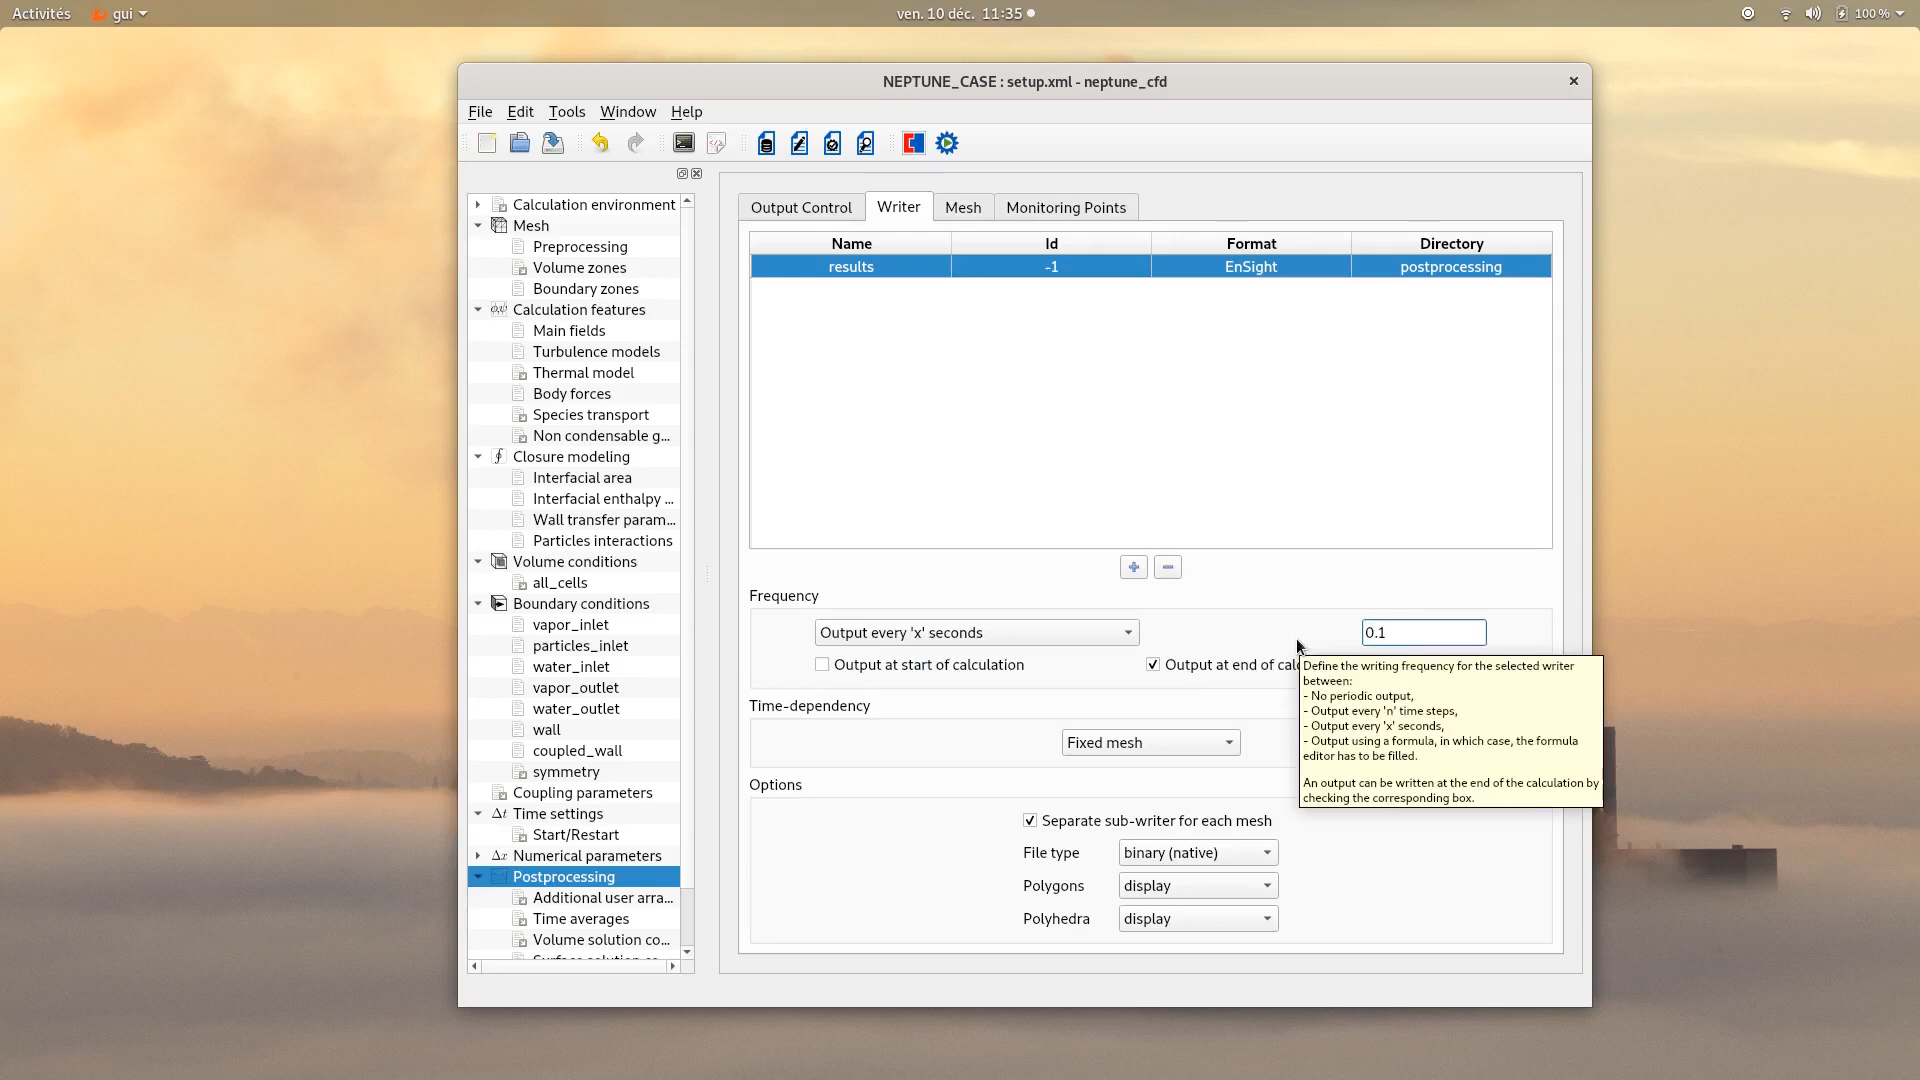 Activités gui ven. 10 déc. 11:35 100 %
NEPTUNE_CASE : setup.xml - neptune_cfd
File Edit Tools Window Help
Calculation environment
Mesh
Preprocessing
Volume zones
Boundary zones
Calculation features
Main fields
Turbulence models
Thermal model
Body forces
Species transport
Non condensable g...
Closure modeling
Interfacial area
Interfacial enthalpy ...
Wall transfer param...
Particles interactions
Volume conditions
all_cells
Boundary conditions
vapor_inlet
particles_inlet
water_inlet
vapor_outlet
water_outlet
wall
coupled_wall
symmetry
Coupling parameters
Δt Time settings
Start/Restart
Δx Numerical parameters
Postprocessing
Additional user arra...
Time averages
Volume solution co...
Output Control Writer Mesh Monitoring Points
Name Id Format Directory
results -1 EnSight postprocessing
Frequency
Output every 'x' seconds 0.1
Output at start of calculation Output at end of calc
Define the writing frequency for the selected writer
between:
- No periodic output,
- Output every 'n' time steps,
- Output every 'x' seconds,
- Output using a formula, in which case, the formula
editor has to be filled.
An output can be written at the end of the calculation by
checking the corresponding box.
Time-dependency
Fixed mesh
Options
Separate sub-writer for each mesh
File type binary (native)
Polygons display
Polyhedra display